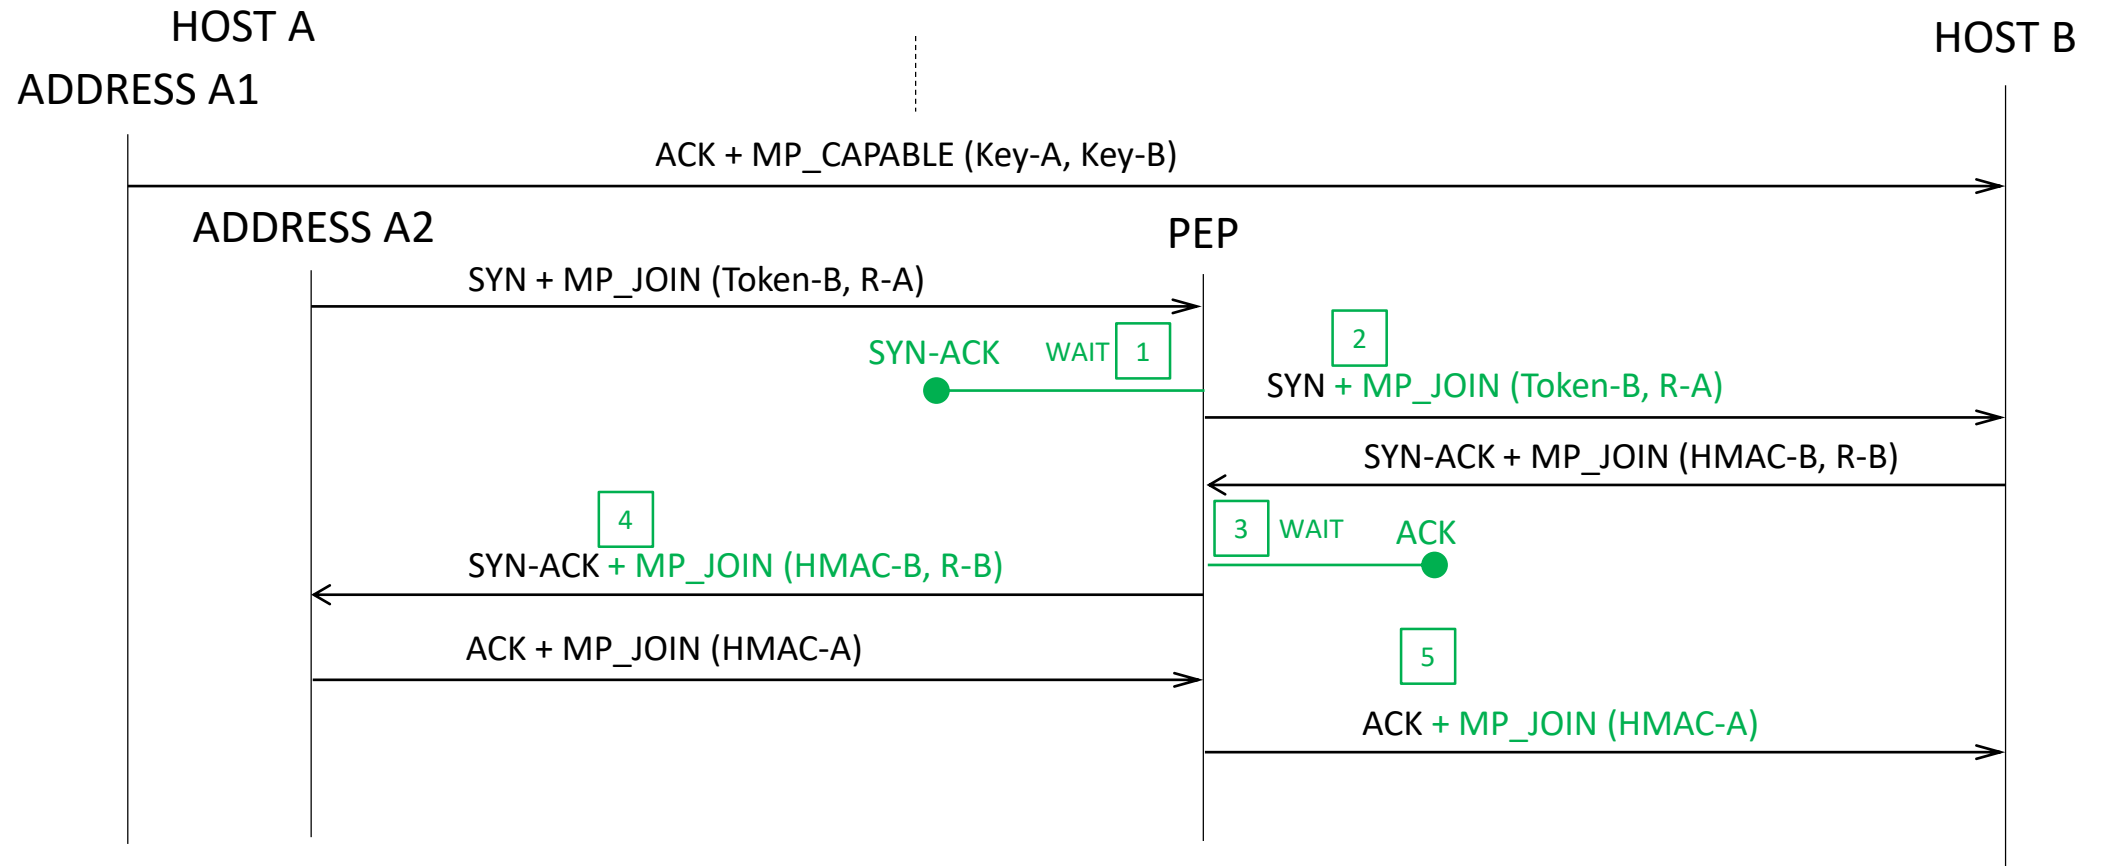 HOST A
HOST B
ADDRESS A1
ACK + MP_CAPABLE (Key-A, Key-B)
ADDRESS A2
PEP
SYN + MP_JOIN (Token-B, R-A)
SYN-ACK WAIT 1
2
SYN + MP_JOIN (Token-B, R-A)
SYN-ACK + MP_JOIN (HMAC-B, R-B)
4
3 WAIT ACK
SYN-ACK + MP_JOIN (HMAC-B, R-B)
ACK + MP_JOIN (HMAC-A)
5
ACK + MP_JOIN (HMAC-A)